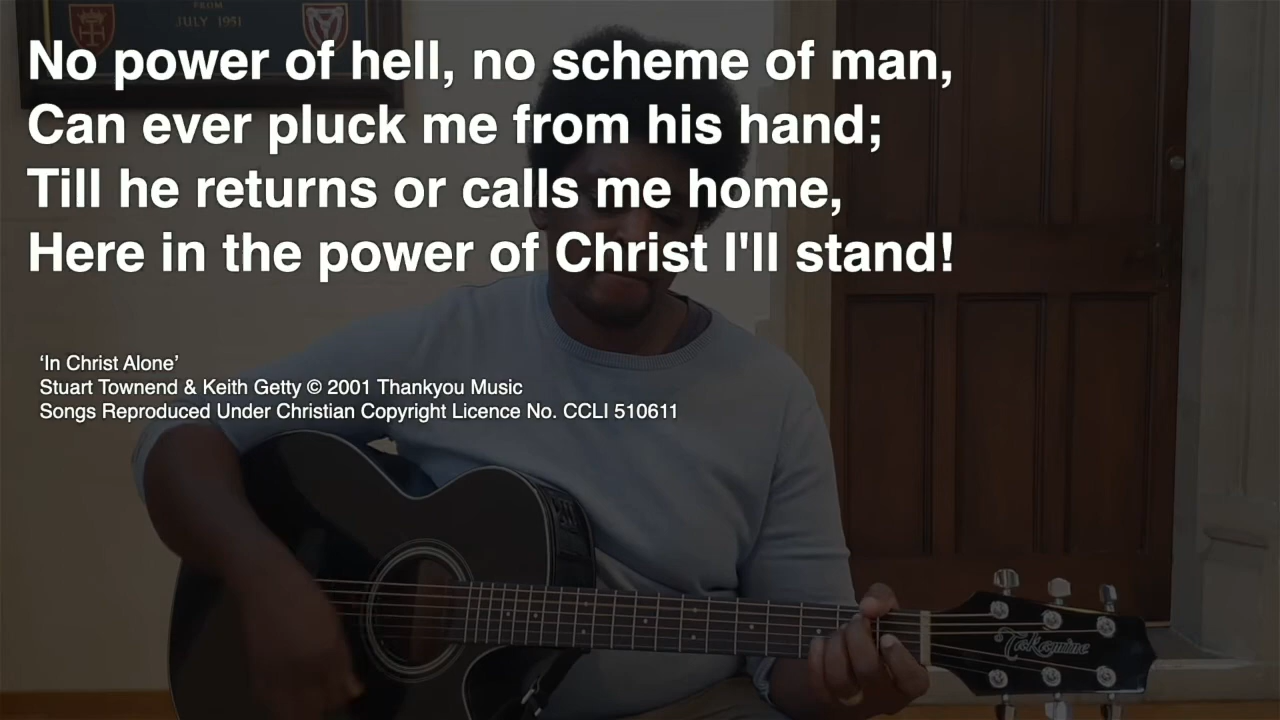 FROM
JULY 1951
No power of hell, no scheme of man,
Can ever pluck me from his hand;
Till he returns or calls me home,
Here in the power of Christ I'll stand!
‘In Christ Alone’
Stuart Townend & Keith Getty © 2001 Thankyou Music
Songs Reproduced Under Christian Copyright Licence No. CCLI 510611
Takamine